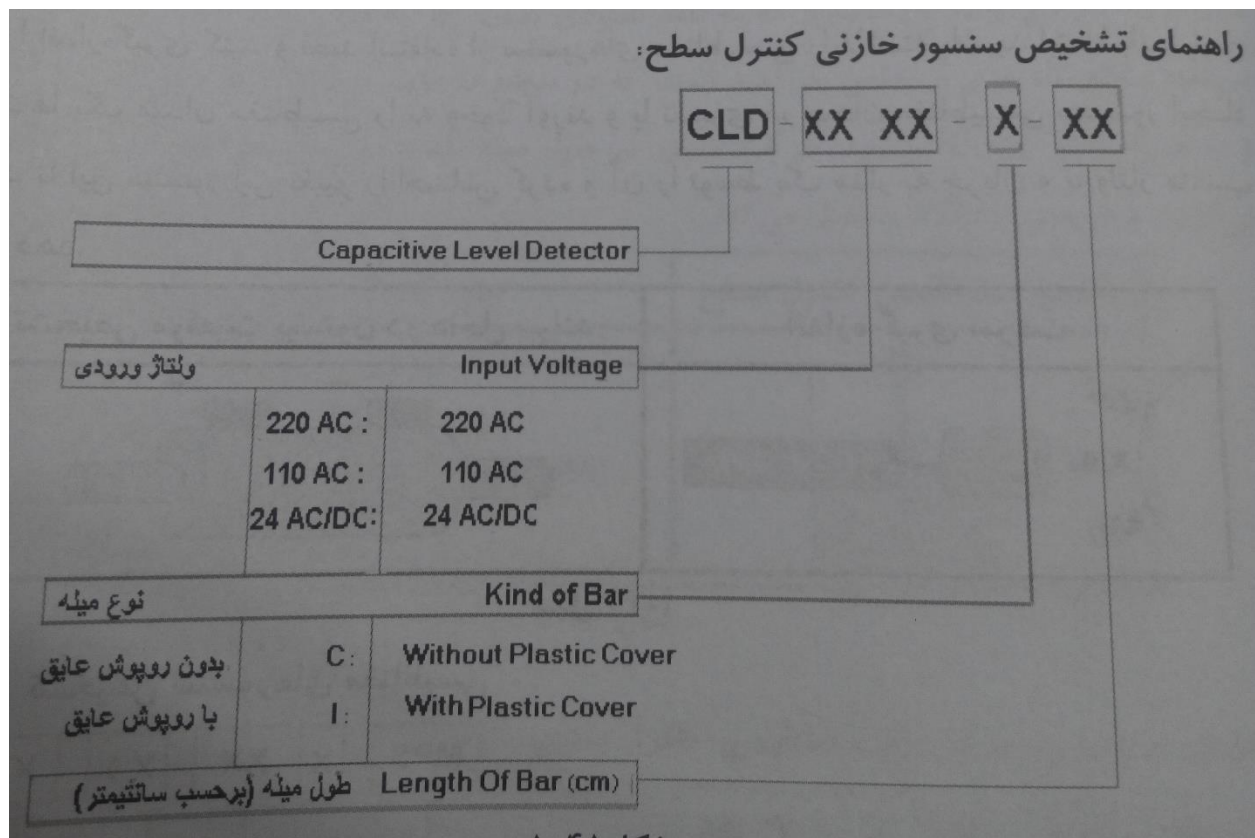 راهنمای تشخیص سنسور خازنی کنترل سطح:
CLD - XX XX - X - XX
Capacitive Level Detector
ولتاژ ورودی Input Voltage
220 AC : 220 AC
110 AC : 110 AC
24 AC/DC: 24 AC/DC
نوع میله Kind of Bar
بدون روپوش عایق C: Without Plastic Cover
با روپوش عایق I: With Plastic Cover
طول میله (برحسب سانتیمتر) Length Of Bar (cm)